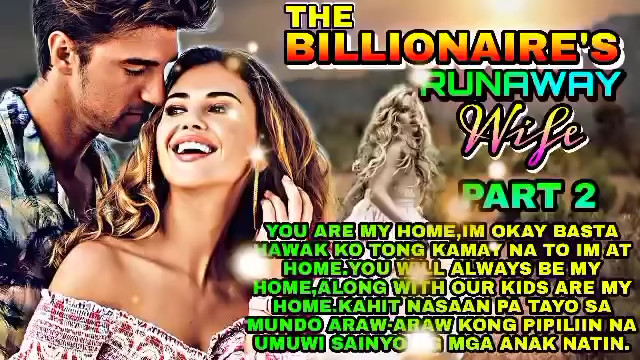 THE
BILLIONAIRE'S
RUNAWAY
Wife
PART 2
YOU ARE MY HOME,IM OKAY BASTA
HAWAK KO TONG KAMAY NA TO IM AT
HOME.YOU WILL ALWAYS BE MY
HOME,ALONG WITH OUR KIDS ARE MY
HOME.KAHIT NASAAN PA TAYO SA
MUNDO ARAW-ARAW KONG PIPILIIN NA
UMUWI SAINYO MGA ANAK NATIN.